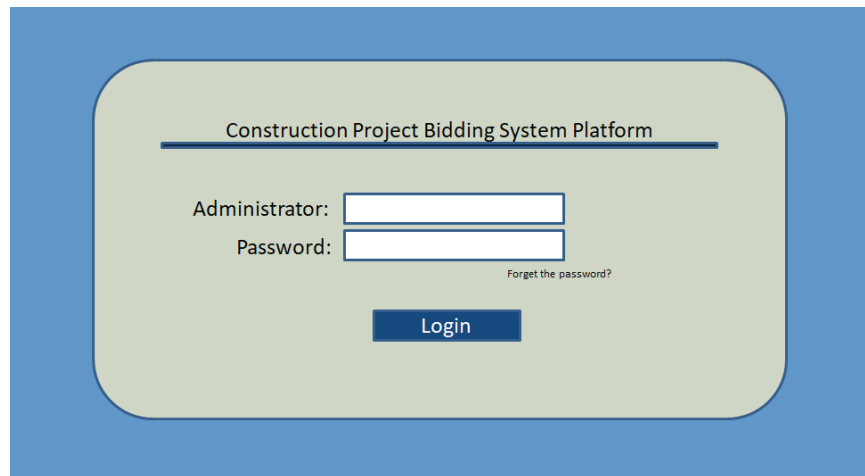 Construction Project Bidding System Platform
Administrator:
Password:
Forget the password?
Login